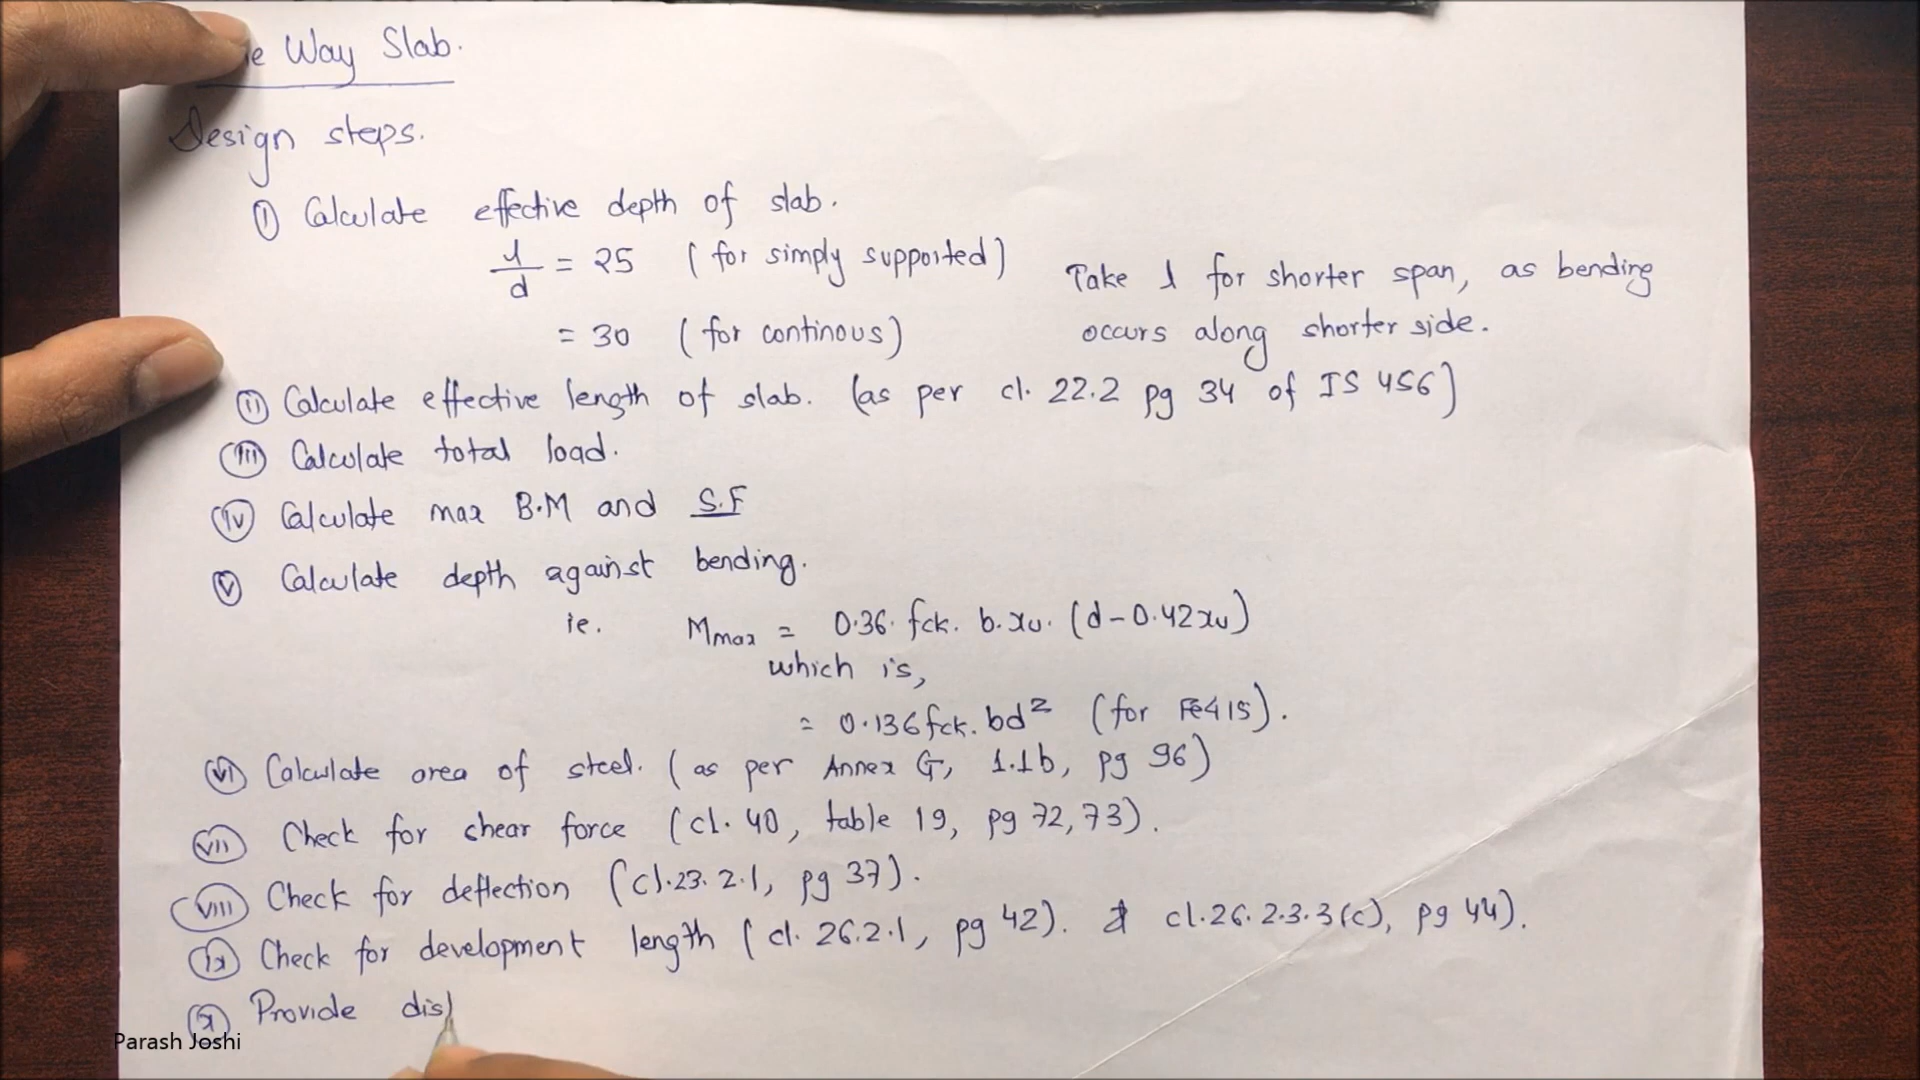 Way Slab.
Design steps.
(I) Calculate effective depth of slab.
l/d = 25 (for simply supported)
Take l for shorter span, as bending
= 30 (for continous)
occurs along shorter side.
(II) Calculate effective length of slab. (as per cl. 22.2 pg 34 of IS 456)
(III) Calculate total load.
(IV) Calculate max B.M and S.F
(V) Calculate depth against bending.
ie. Mmax = 0.36. fck. b. xu. (d-0.42xu)
which is,
= 0.136 fck. bd² (for Fe415).
(VI) Calculate area of steel. (as per Annex G, 1.1b, pg 96)
(VII) Check for shear force (cl. 40, table 19, pg 72,73).
(VIII) Check for deflection (cl.23.2.1, pg 37).
(Ix) Check for development length (cl. 26.2.1, pg 42). & cl.26.2.3.3(c), pg 44).
(x) Provide dis
Parash Joshi